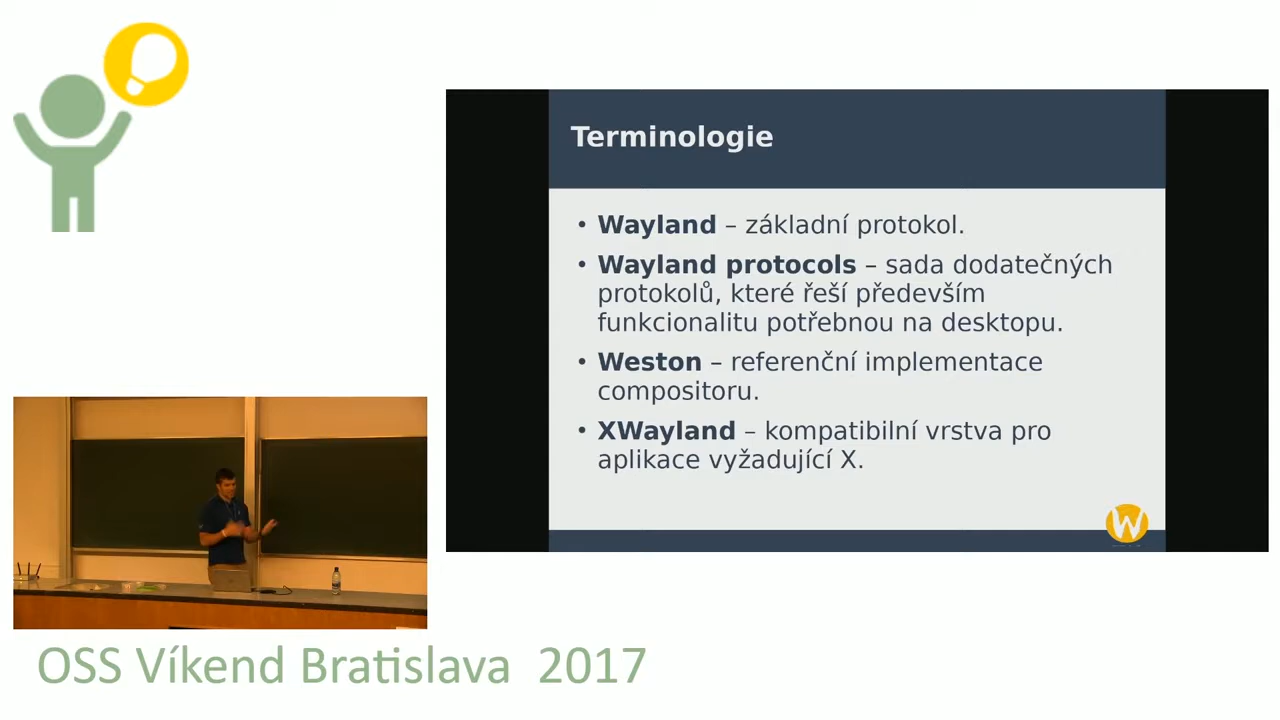 Terminologie
• Wayland – základní protokol.
• Wayland protocols – sada dodatečných
protokolů, které řeší především
funkcionalitu potřebnou na desktopu.
• Weston – referenční implementace
compositoru.
• XWayland – kompatibilní vrstva pro
aplikace vyžadující X.
W
OSS Víkend Bratislava 2017